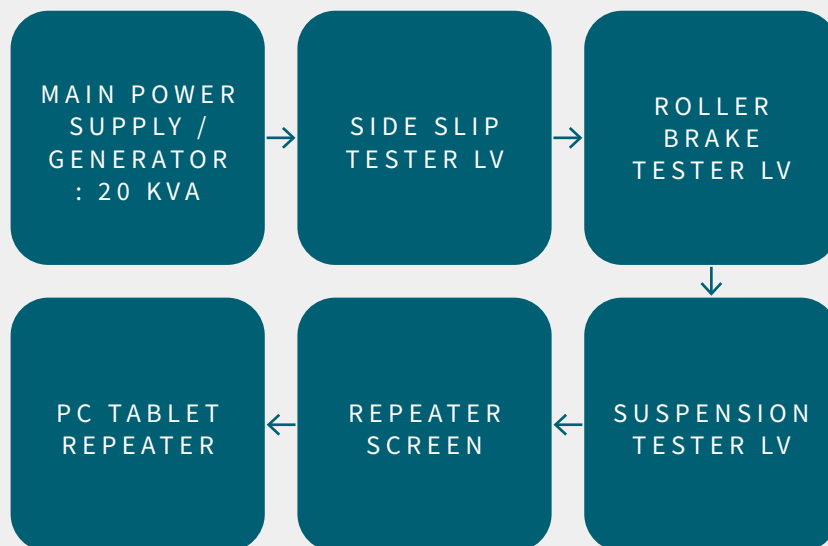 MAIN POWER
SUPPLY /
GENERATOR
: 20 KVA
SIDE SLIP
TESTER LV
ROLLER
BRAKE
TESTER LV
PC TABLET
REPEATER
REPEATER
SCREEN
SUSPENSION
TESTER LV